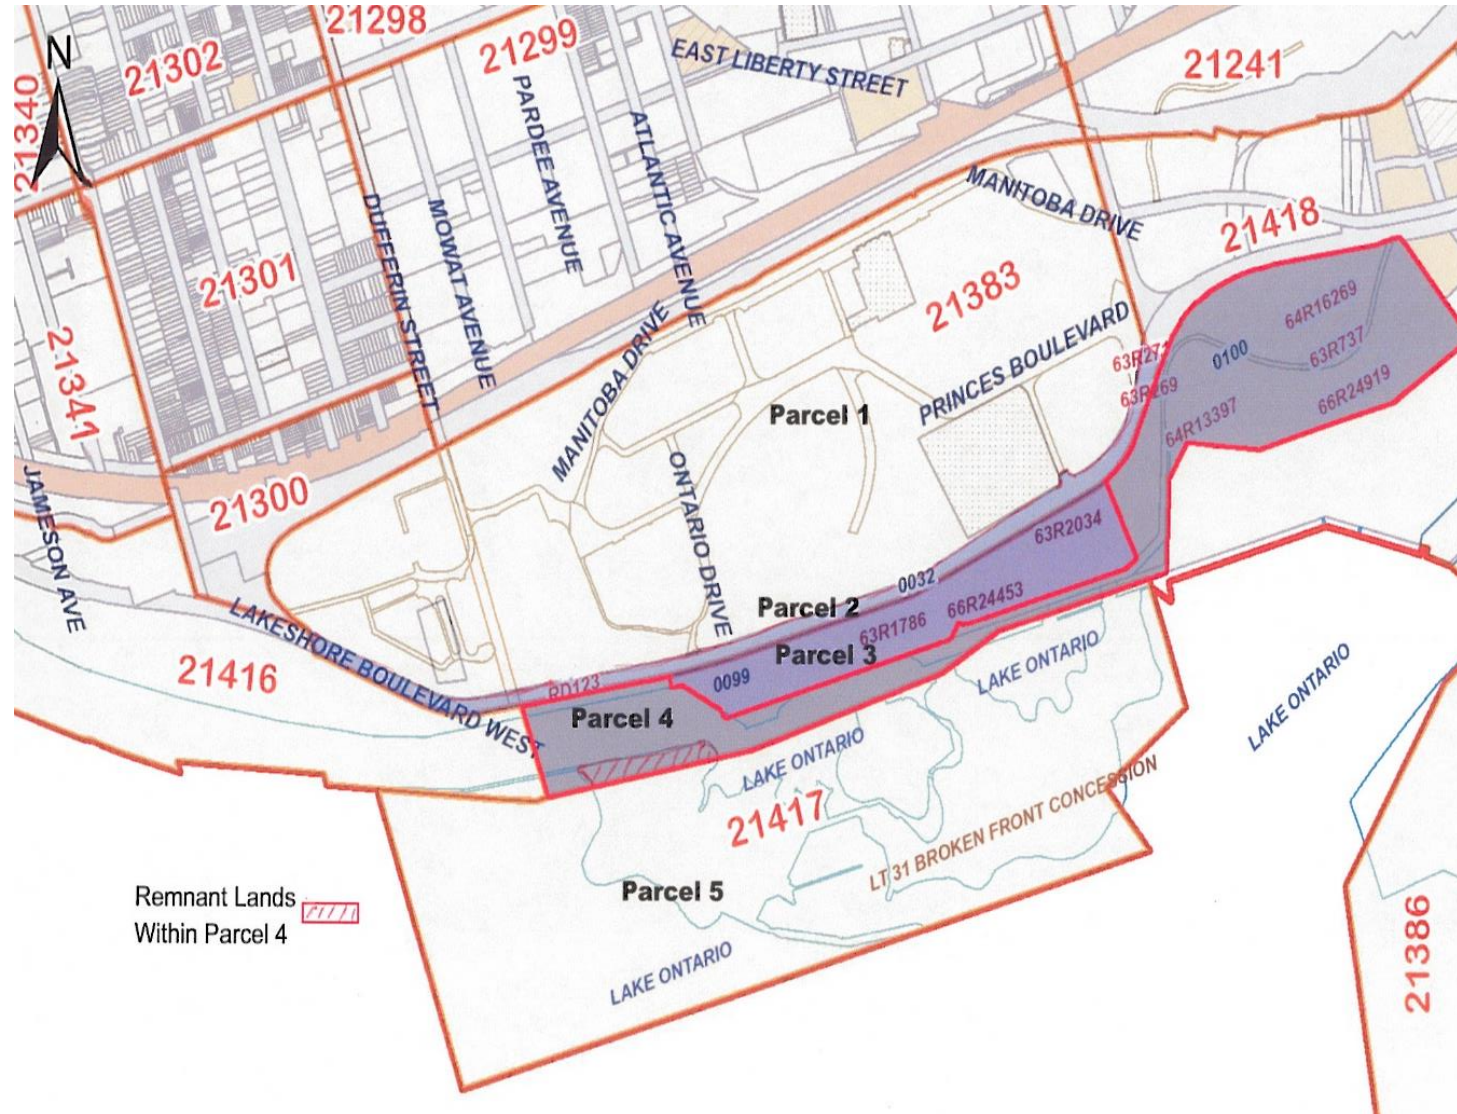 21298
21299
21302
21340
N
EAST LIBERTY STREET
21241
PARDEE AVENUE
ATLANTIC AVENUE
MANITOBA DRIVE
DUFFERIN STREET
MOWAT AVENUE
21418
21301
21383
64R16269
21341
MANITOBA DRIVE
PRINCES BOULEVARD
63R271
0100
63R737
63R269
66R24919
Parcel 1
64R13397
JAMESON AVE
21300
ONTARIO DRIVE
63R2034
0032
LAKESHORE BOULEVARD WEST
Parcel 2
66R24453
63R1786
21416
Parcel 3
RD123
0099
LAKE ONTARIO
LAKE ONTARIO
Parcel 4
LAKE ONTARIO
21417
LT 31 BROKEN FRONT CONCESSION
Remnant Lands
Within Parcel 4
Parcel 5
LAKE ONTARIO
21386